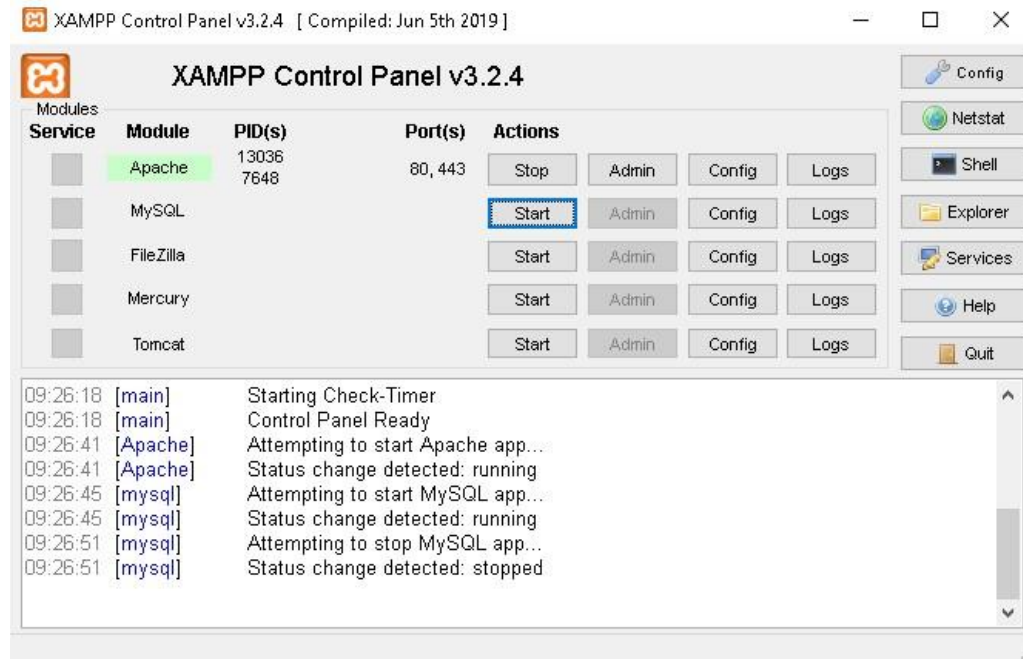 XAMPP Control Panel v3.2.4 [ Compiled: Jun 5th 2019 ]
XAMPP Control Panel v3.2.4
Config
Modules
Service Module PID(s) Port(s) Actions
Netstat
Apache 13036 7648 80, 443 Stop Admin Config Logs
Shell
MySQL Start Admin Config Logs
Explorer
FileZilla Start Admin Config Logs
Services
Mercury Start Admin Config Logs
Help
Tomcat Start Admin Config Logs
Quit
09:26:18 [main] Starting Check-Timer
09:26:18 [main] Control Panel Ready
09:26:41 [Apache] Attempting to start Apache app...
09:26:41 [Apache] Status change detected: running
09:26:45 [mysql] Attempting to start MySQL app...
09:26:45 [mysql] Status change detected: running
09:26:51 [mysql] Attempting to stop MySQL app...
09:26:51 [mysql] Status change detected: stopped